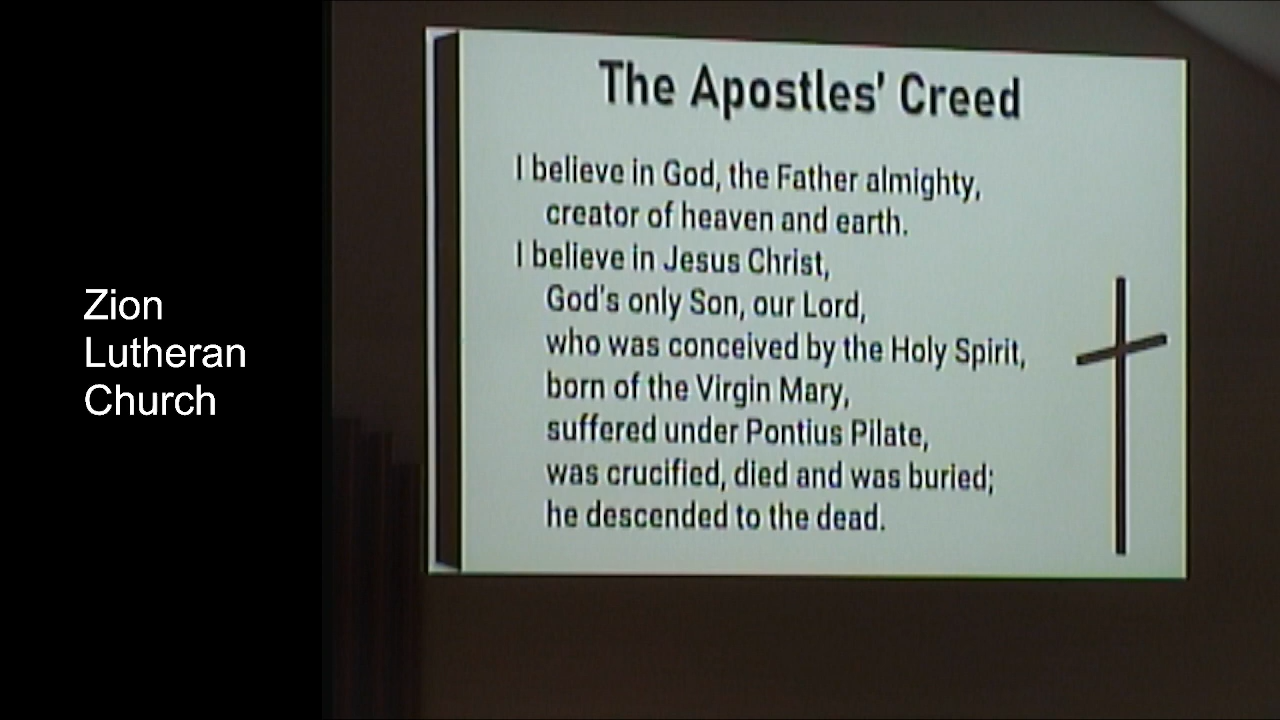 Zion
Lutheran
Church
The Apostles' Creed
I believe in God, the Father almighty,
creator of heaven and earth.
I believe in Jesus Christ,
God's only Son, our Lord,
who was conceived by the Holy Spirit,
born of the Virgin Mary,
suffered under Pontius Pilate,
was crucified, died and was buried;
he descended to the dead.